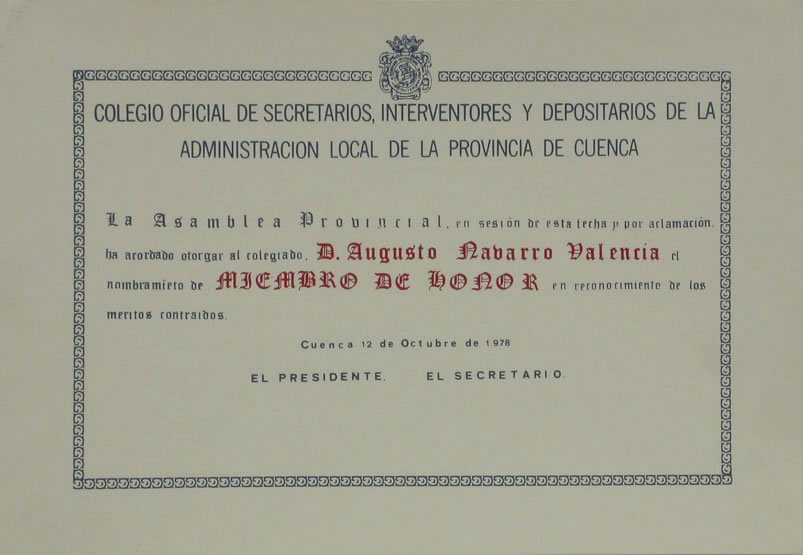 COLEGIO OFICIAL DE SECRETARIOS, INTERVENTORES Y DEPOSITARIOS DE LA
ADMINISTRACION LOCAL DE LA PROVINCIA DE CUENCA
La Asamblea Provincial, en sesión de esta fecha y por aclamación,
ha acordado otorgar al colegiado, D. Augusto Navarro Valencia el
nombramieto de MIEMBRO DE HONOR en reconocimiento de los
meritos contraidos.
Cuenca 12 de Octubre de 1978
EL PRESIDENTE. EL SECRETARIO.